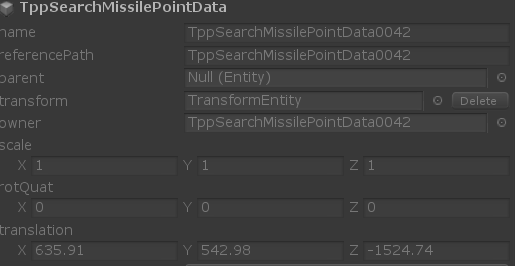 TppSearchMissilePointData
name TppSearchMissilePointData0042
referencePath TppSearchMissilePointData0042
parent Null (Entity)
transform TransformEntity Delete
owner TppSearchMissilePointData0042
scale
X 1 Y 1 Z 1
rotQuat
X 0 Y 0 Z 0
translation
X 635.91 Y 542.98 Z -1524.74